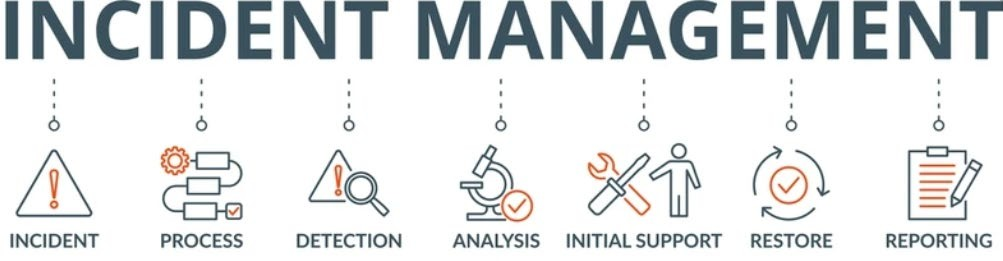 INCIDENT MANAGEMENT
INCIDENT PROCESS DETECTION ANALYSIS INITIAL SUPPORT RESTORE REPORTING